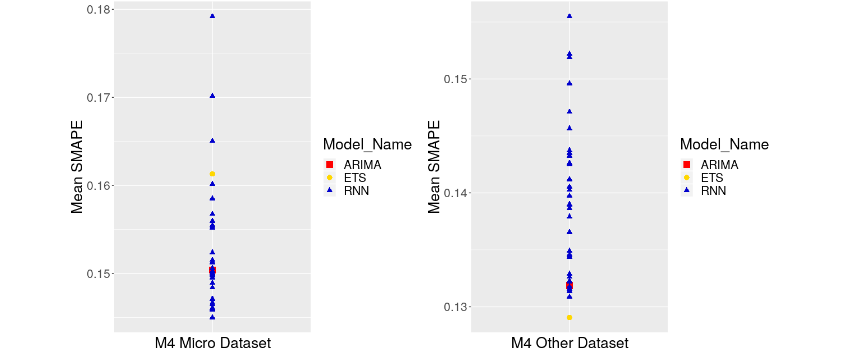 0.18
0.17
0.16
0.15
Mean SMAPE
M4 Micro Dataset
Model_Name
ARIMA
ETS
RNN
0.15
0.14
0.13
Mean SMAPE
M4 Other Dataset
Model_Name
ARIMA
ETS
RNN